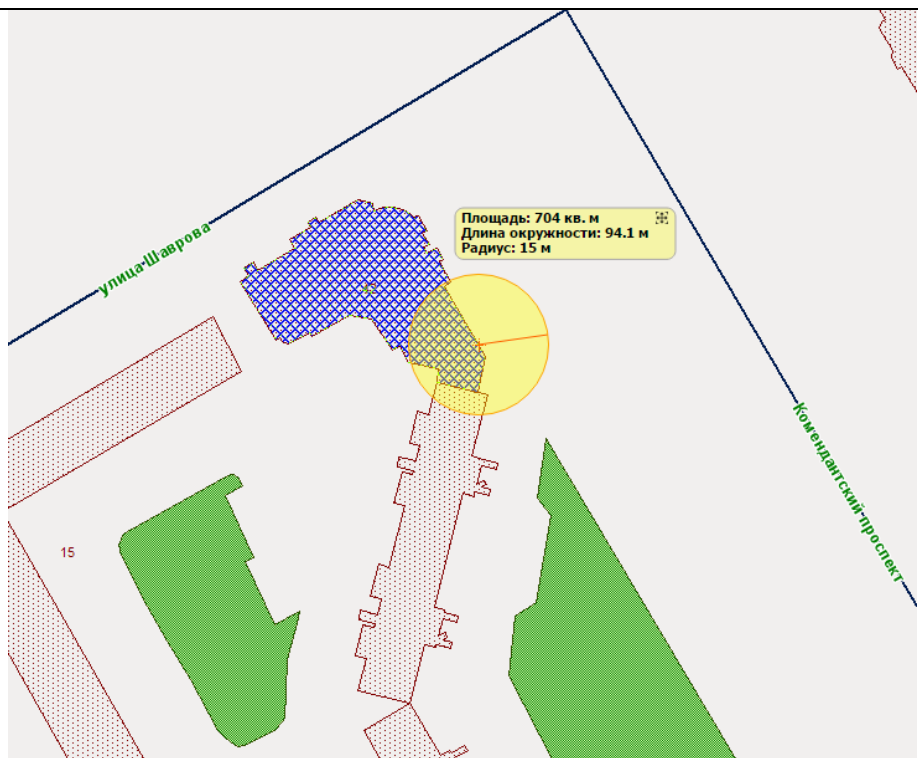 улица Шаврова
Площадь: 704 кв. м
Длина окружности: 94.1 м
Радиус: 15 м
Комендантский проспект
15